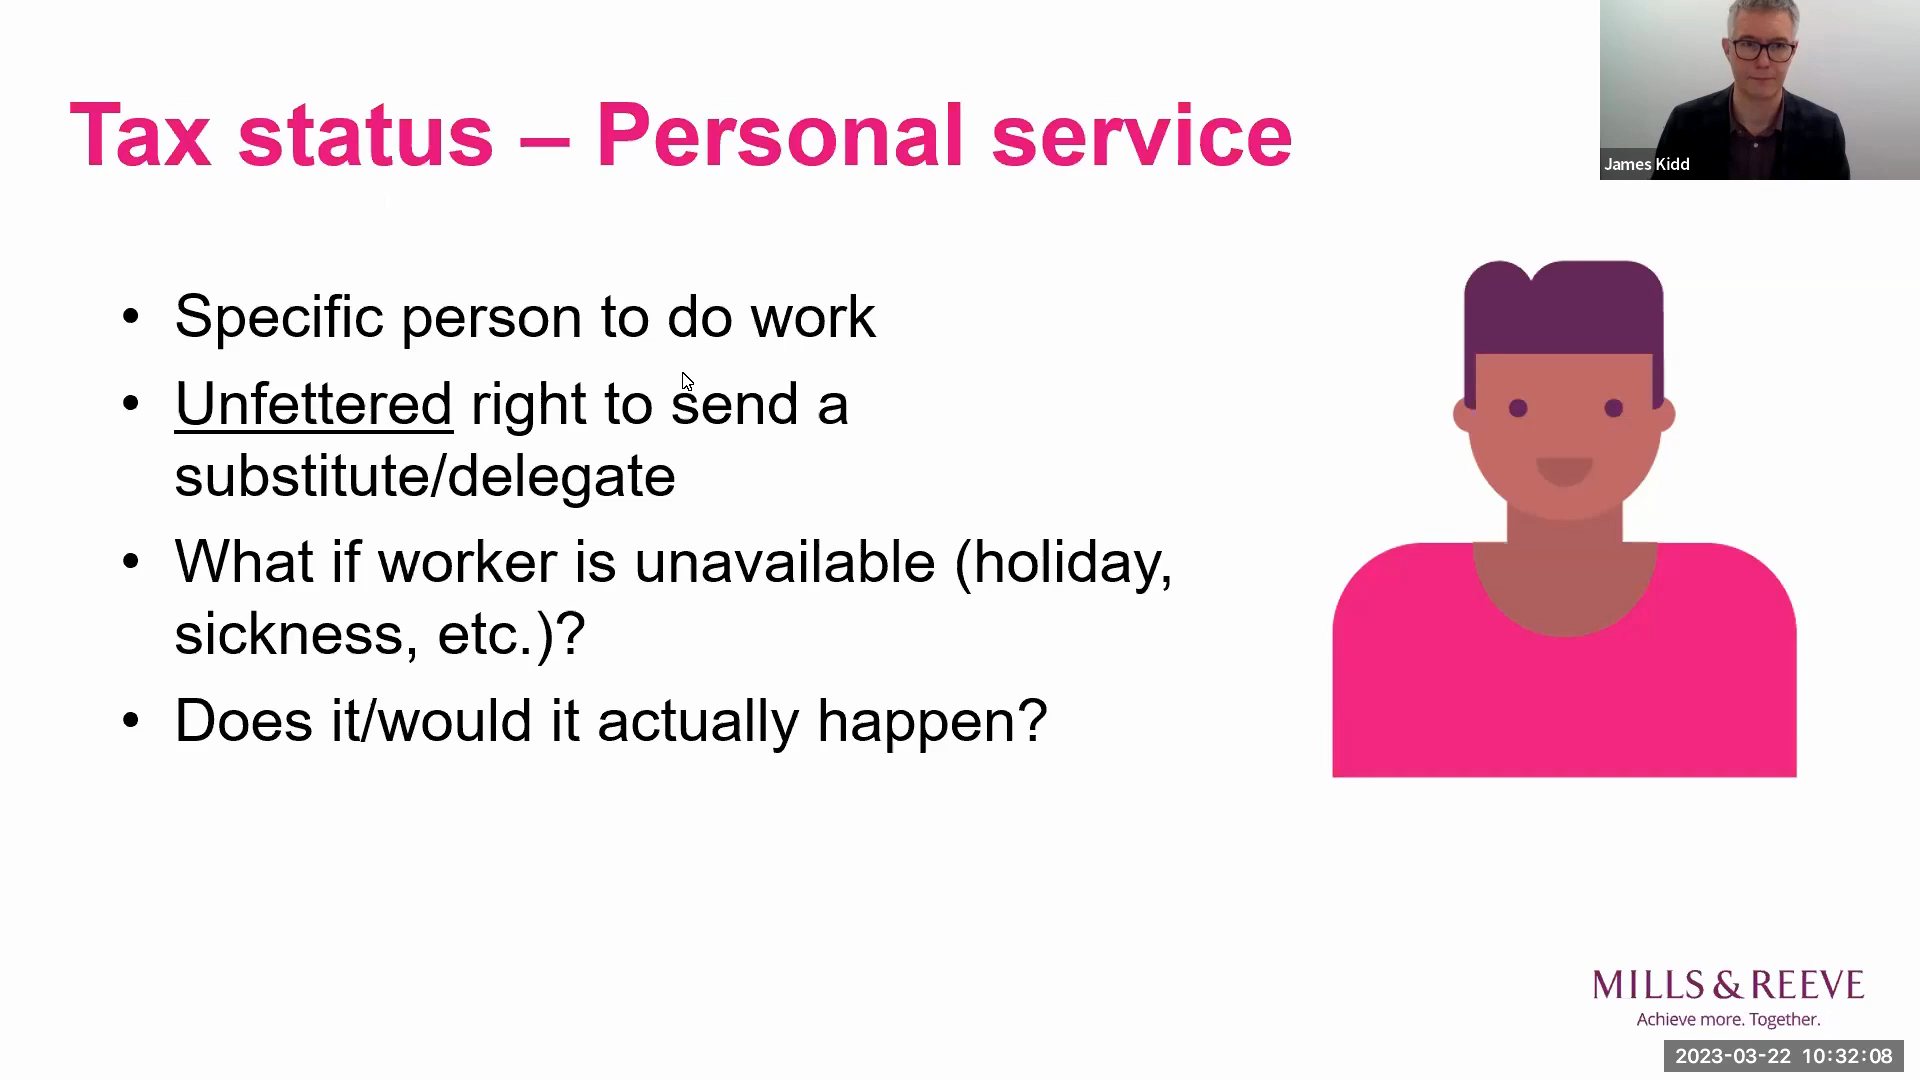 Tax status – Personal service
James Kidd
• Specific person to do work
• Unfettered right to send a
substitute/delegate
• What if worker is unavailable (holiday,
sickness, etc.)?
• Does it/would it actually happen?
MILLS & REEVE
Achieve more. Together.
2023-03-22 10:32:08